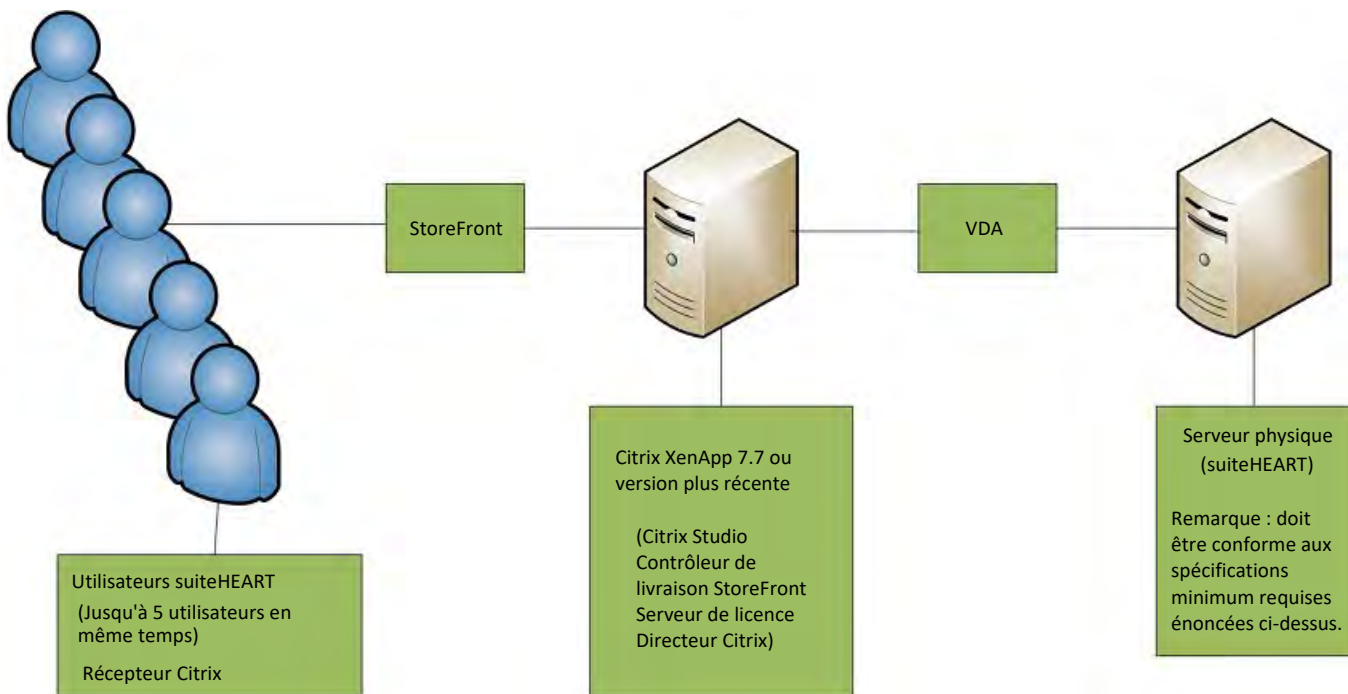 StoreFront
VDA
Utilisateurs suiteHEART
(Jusqu'à 5 utilisateurs en
même temps)
Récepteur Citrix
Citrix XenApp 7.7 ou
version plus récente
(Citrix Studio
Contrôleur de
livraison StoreFront
Serveur de licence
Directeur Citrix)
Serveur physique
(suiteHEART)
Remarque : doit
être conforme aux
spécifications
minimum requises
énoncées ci-dessus.